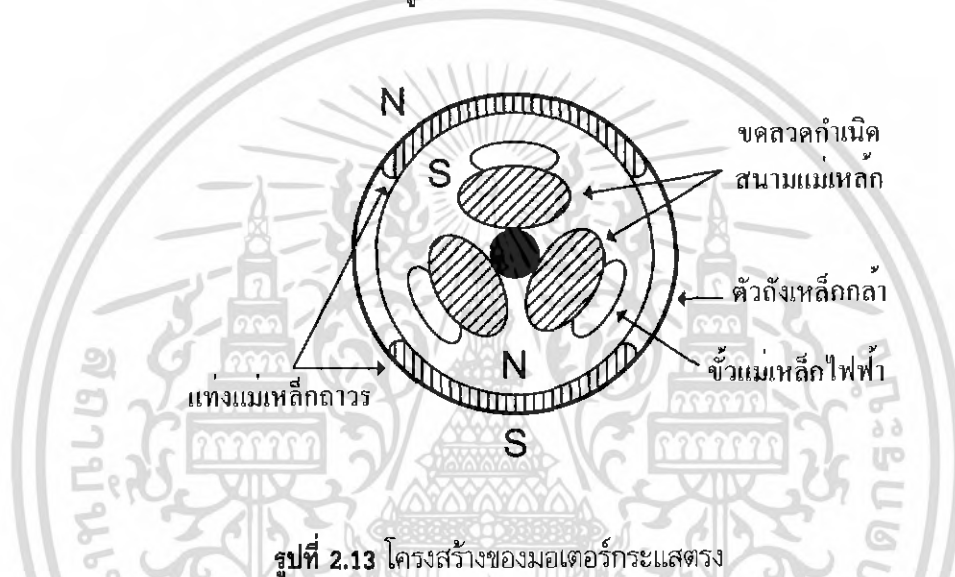 N
ขดลวดกำเนิด
สนามแม่เหล็ก
S
ตัวถังเหล็กกล้า
ขั้วแม่เหล็กไฟฟ้า
N
แท่งแม่เหล็กถาวร
S
รูปที่ 2.13 โครงสร้างของมอเตอร์กระแสตรง